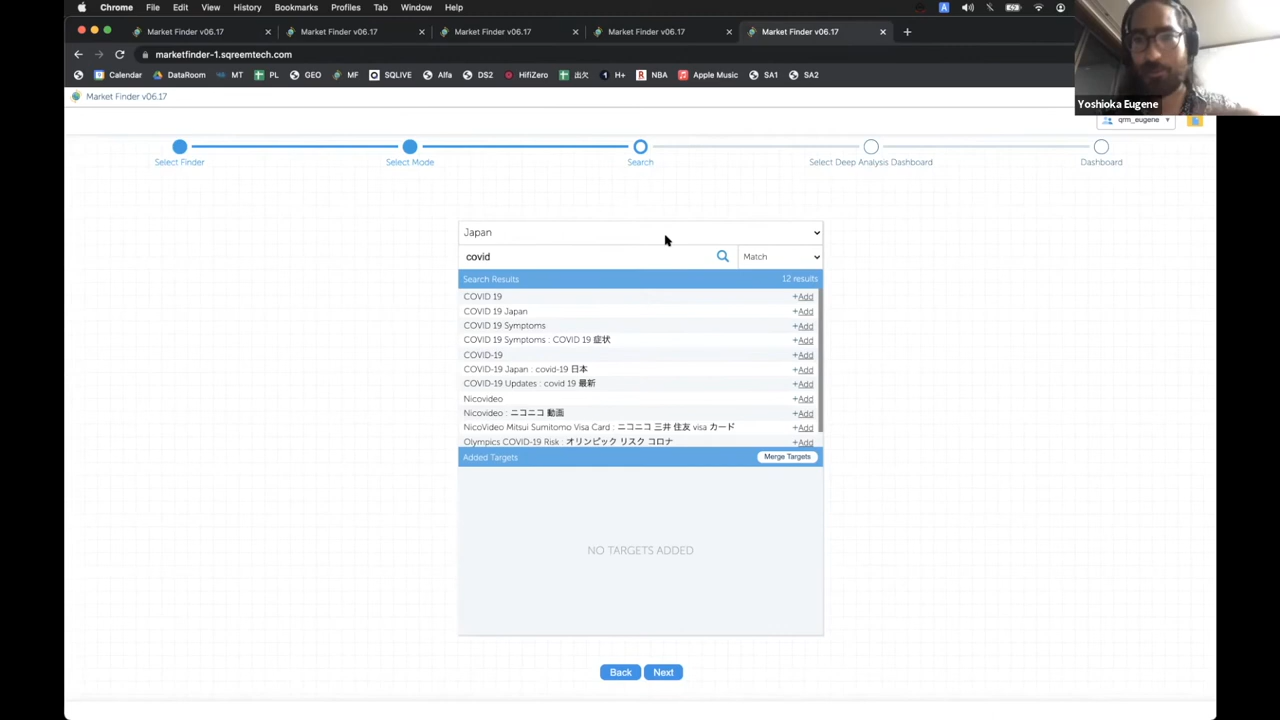 Chrome File Edit View History Bookmarks Profiles Tab Window Help
Market Finder v06.17 Market Finder v06.17 Market Finder v06.17 Market Finder v06.17 Market Finder v06.17
marketfinder-1.sqreemtech.com
Calendar DataRoom MT PL GEO MF SQLIVE Alfa DS2 HifiZero 出欠 H+ NBA Apple Music SA1 SA2
Market Finder v06.17
Yoshioka Eugene
qrm_eugene
Select Finder Select Mode Search Select Deep Analysis Dashboard Dashboard
Japan
covid Match
Search Results 12 results
COVID 19 +Add
COVID 19 Japan +Add
COVID 19 Symptoms +Add
COVID 19 Symptoms : COVID 19 症状 +Add
COVID-19 +Add
COVID-19 Japan : covid-19 日本 +Add
COVID-19 Updates : covid 19 最新 +Add
Nicovideo +Add
Nicovideo : ニコニコ 動画 +Add
NicoVideo Mitsui Sumitomo Visa Card : ニコニコ 三井 住友 visa カード +Add
Olympics COVID-19 Risk : オリンピック リスク コロナ +Add
Added Targets Merge Targets
NO TARGETS ADDED
Back Next